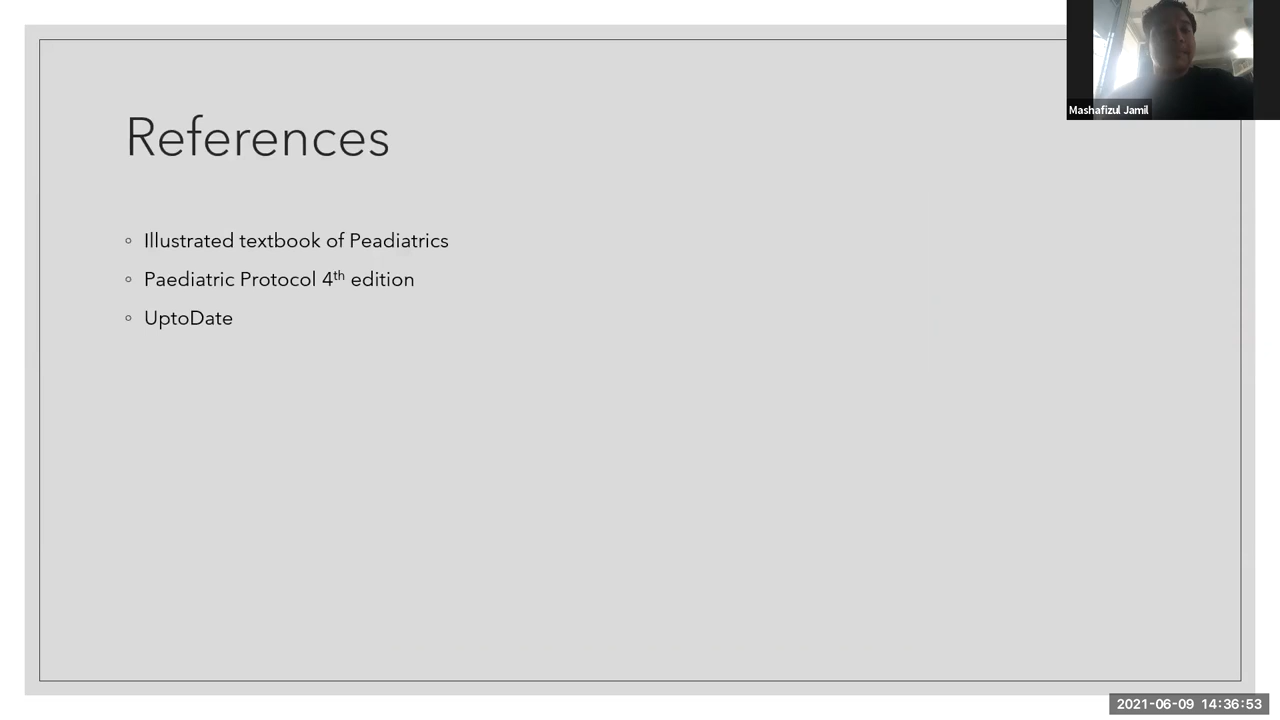 Mashafizul Jamil
References
◦ Illustrated textbook of Peadiatrics
◦ Paediatric Protocol 4th edition
◦ UptoDate
2021-06-09 14:36:53